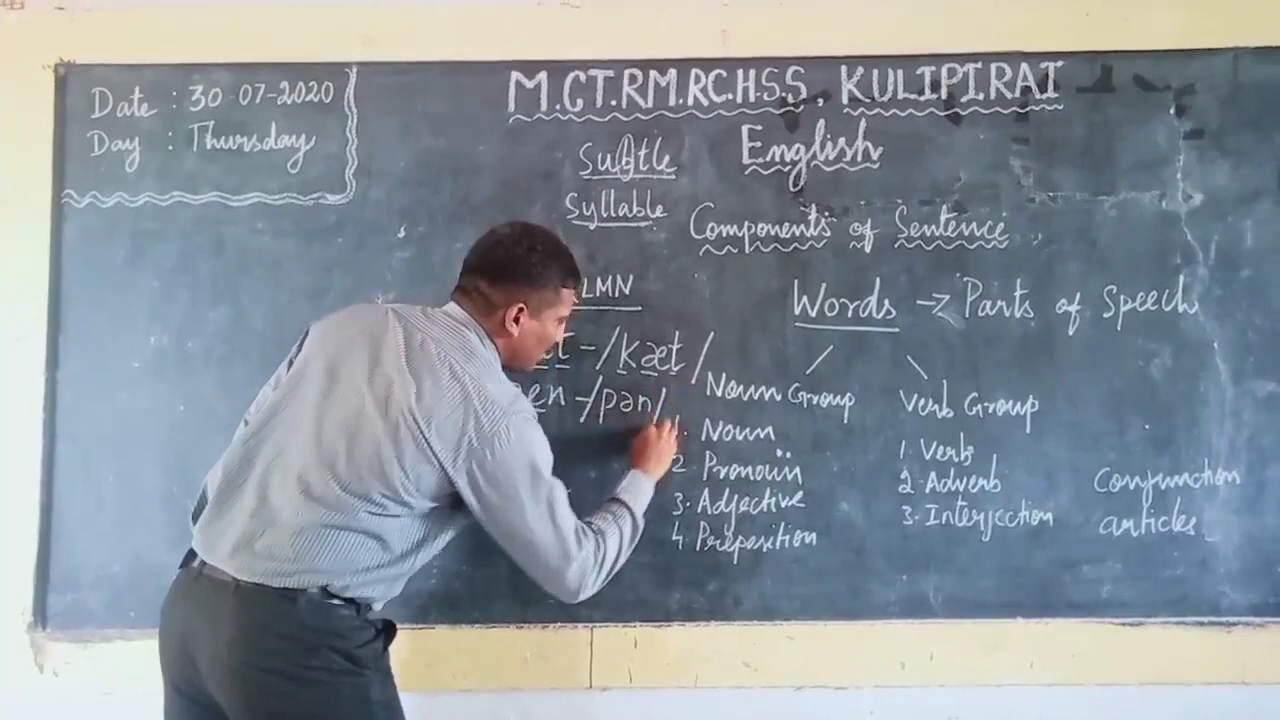 Date : 30-07-2020
Day : Thursday
M.CT.RM.RC.H.S.S, KULIPIRAI
English
Subtle
Syllable
Components of Sentence
LMN
Words → Parts of Speech
- /kæt/
en - /pən/
Noun Group
1. Noun
2 Pronoun
3. Adjective
4 Preposition
Verb Group
1. Verb
2. Adverb
3. Interjection
Conjunction
articles